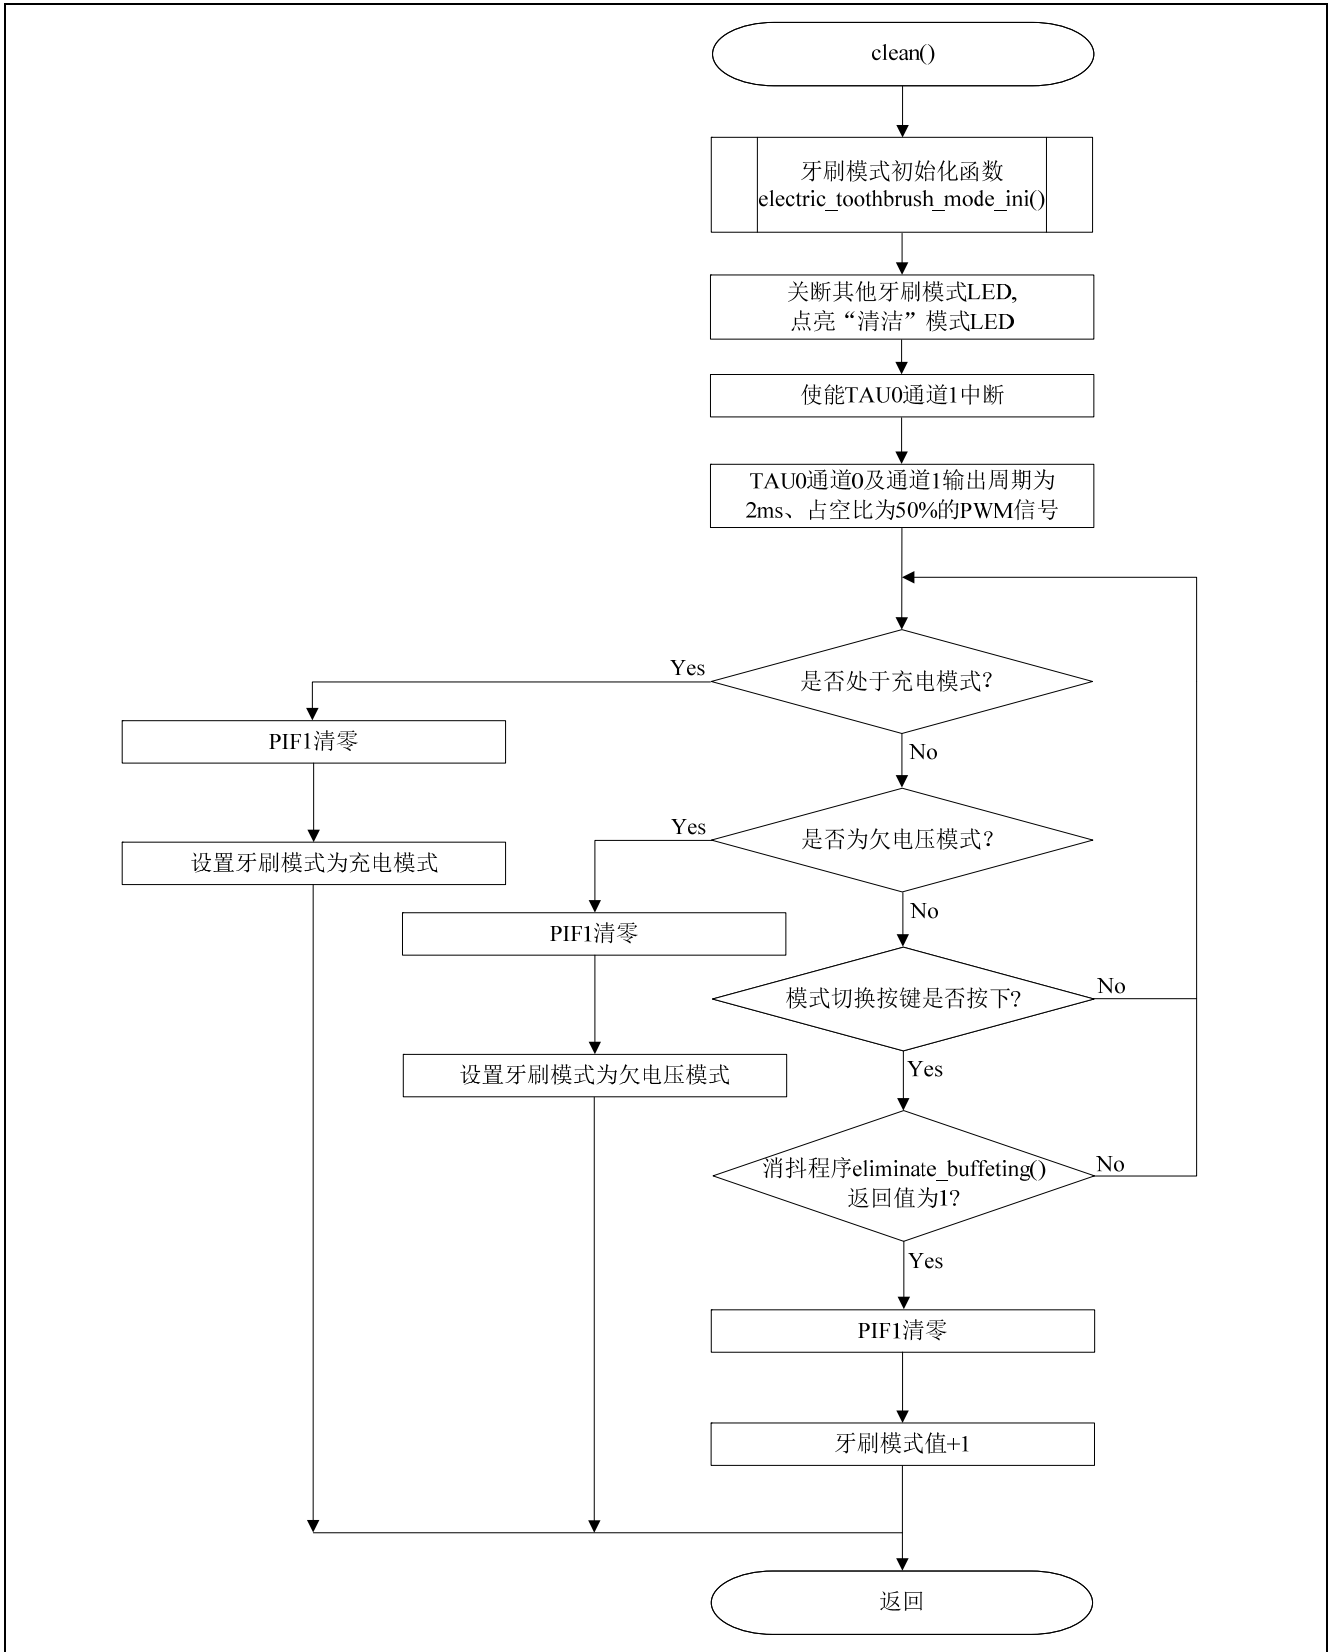 clean()
牙刷模式初始化函数
electric_toothbrush_mode_ini()
关断其他牙刷模式LED,
点亮“清洁”模式LED
使能TAU0通道1中断
TAU0通道0及通道1输出周期为
2ms、占空比为50%的PWM信号
是否处于充电模式?
Yes
No
PIF1清零
设置牙刷模式为充电模式
是否为欠电压模式?
Yes
No
PIF1清零
设置牙刷模式为欠电压模式
模式切换按键是否按下?
No
Yes
消抖程序eliminate_buffeting()
返回值为1?
No
Yes
PIF1清零
牙刷模式值+1
返回